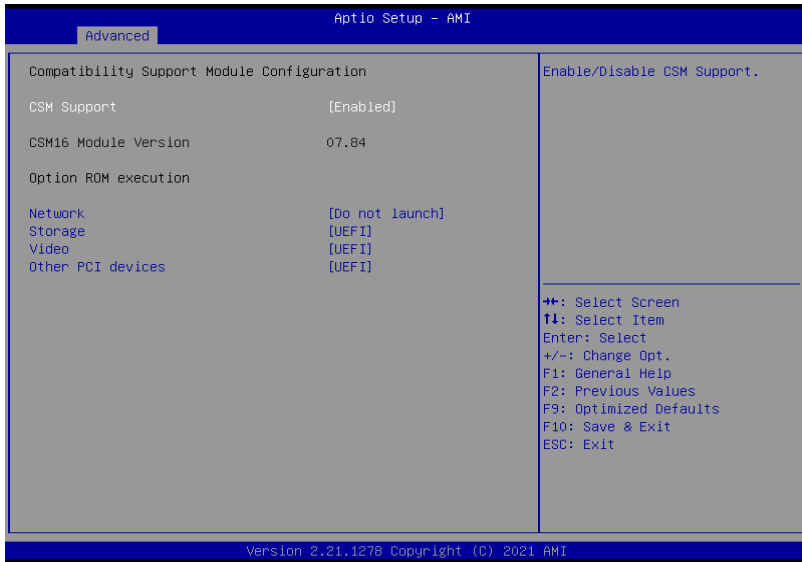 Aptio Setup – AMI
Advanced
Compatibility Support Module Configuration
CSM Support [Enabled]
CSM16 Module Version 07.84
Option ROM execution
Network [Do not launch]
Storage [UEFI]
Video [UEFI]
Other PCI devices [UEFI]
Enable/Disable CSM Support.
→←: Select Screen
↑↓: Select Item
Enter: Select
+/-: Change Opt.
F1: General Help
F2: Previous Values
F9: Optimized Defaults
F10: Save & Exit
ESC: Exit
Version 2.21.1278 Copyright (C) 2021 AMI